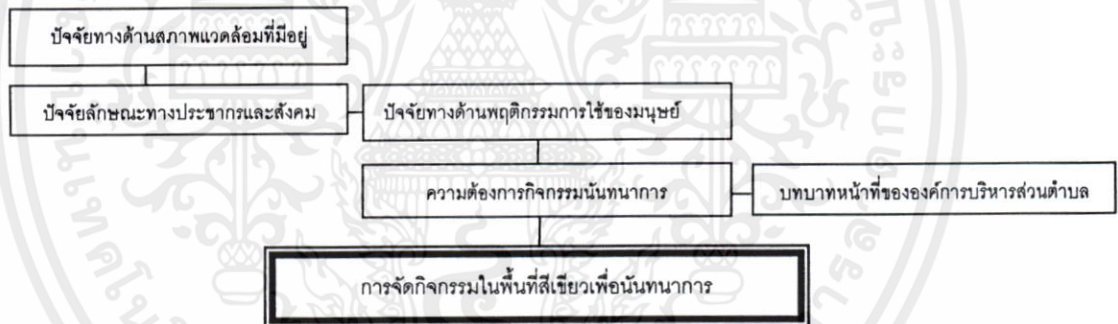 ปัจจัยทางด้านสภาพแวดล้อมที่มีอยู่
ปัจจัยลักษณะทางประชากรและสังคม
ปัจจัยทางด้านพฤติกรรมการใช้ของมนุษย์
ความต้องการกิจกรรมนันทนาการ
บทบาทหน้าที่ขององค์การบริหารส่วนตำบล
การจัดกิจกรรมในพื้นที่สีเขียวเพื่อนันทนาการ